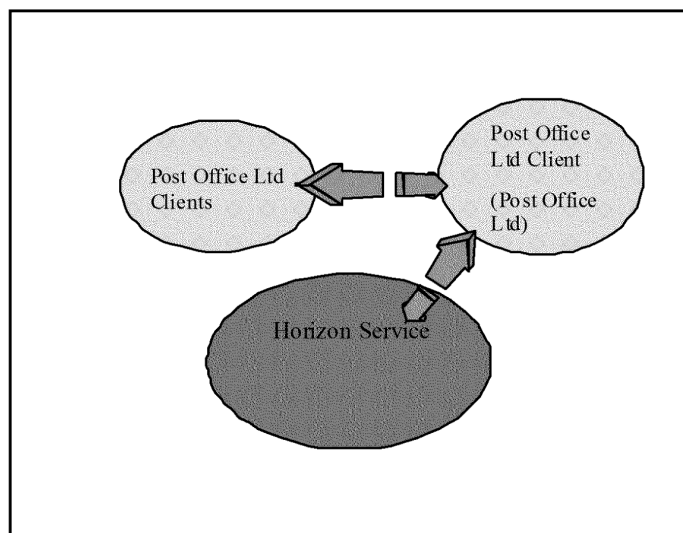 Post Office Ltd
Clients
Post Office
Ltd Client
(Post Office
Ltd)
Horizon Service